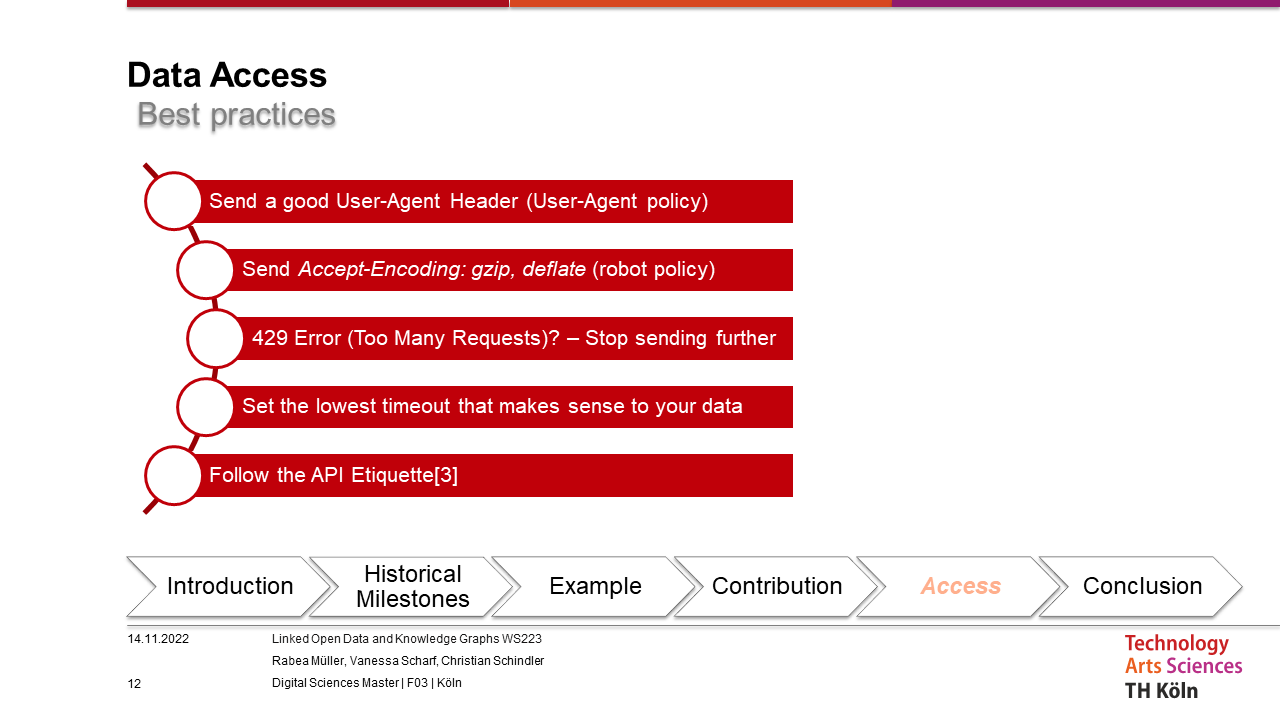 Data Access
Best practices
Send a good User-Agent Header (User-Agent policy)
Send Accept-Encoding: gzip, deflate (robot policy)
429 Error (Too Many Requests)? – Stop sending further
Set the lowest timeout that makes sense to your data
Follow the API Etiquette[3]
Introduction
Historical
Milestones
Example
Contribution
Access
Conclusion
14.11.2022
Linked Open Data and Knowledge Graphs WS223
Rabea Müller, Vanessa Scharf, Christian Schindler
12
Digital Sciences Master | F03 | Köln
Technology
Arts Sciences
TH Köln